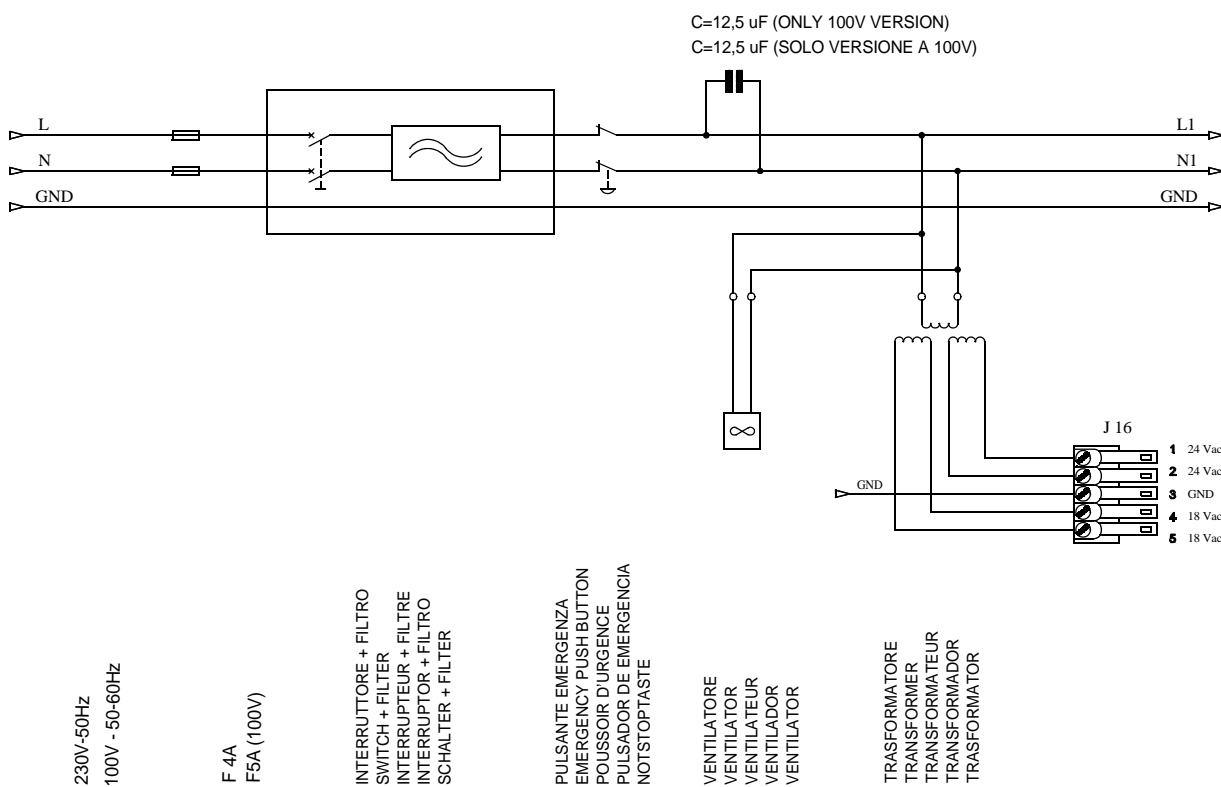 C=12,5 uF (ONLY 100V VERSION)
C=12,5 uF (SOLO VERSIONE A 100V)
L
L1
N
N1
GND
GND
J 16
1 24 Vac
2 24 Vac
GND
3 GND
4 18 Vac
5 18 Vac
230V-50Hz
100V - 50-60Hz
F 4A
F5A (100V)
INTERRUTTORE + FILTRO
SWITCH + FILTER
INTERRUPTEUR + FILTRE
INTERRUPTOR + FILTRO
SCHALTER + FILTER
PULSANTE EMERGENZA
EMERGENCY PUSH BUTTON
POUSSOIR D'URGENCE
PULSADOR DE EMERGENCIA
NOTSTOPTASTE
VENTILATORE
VENTILATOR
VENTILATEUR
VENTILADOR
VENTILATOR
TRASFORMATORE
TRANSFORMER
TRANSFORMATEUR
TRANSFORMADOR
TRASFORMATOR